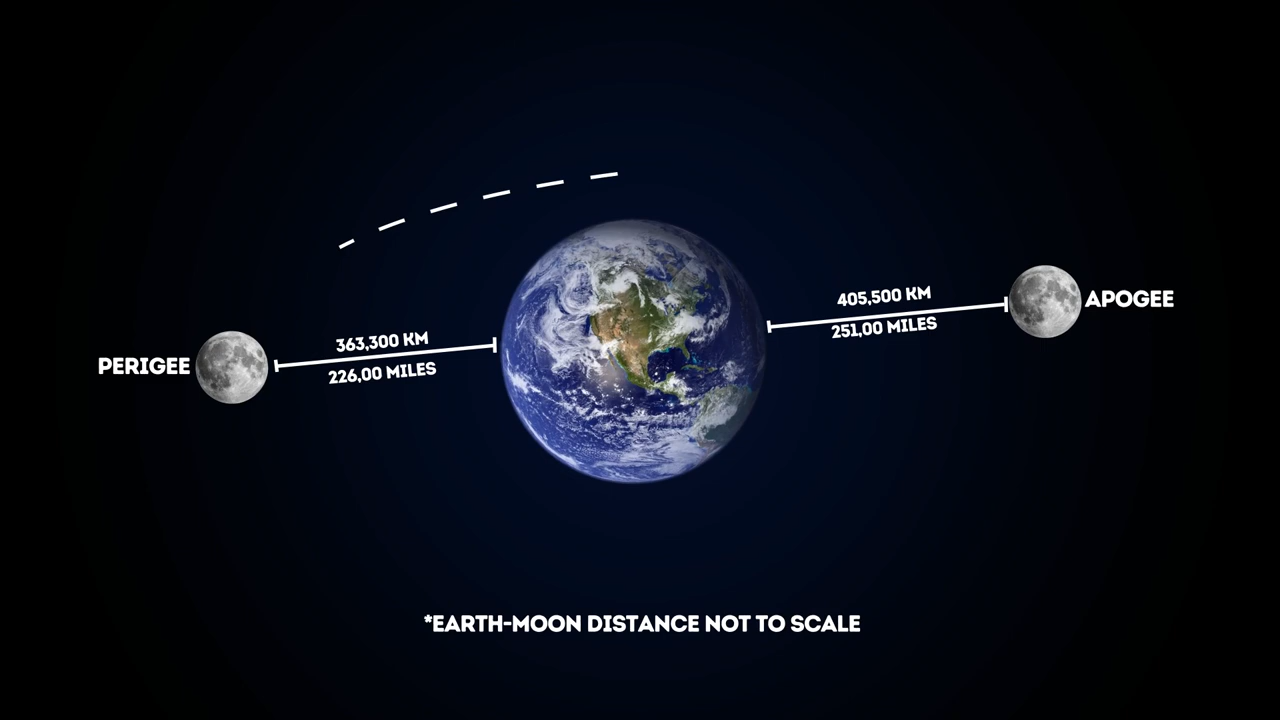 PERIGEE
363,300 KM
226,00 MILES
405,500 KM
251,00 MILES
APOGEE
*EARTH-MOON DISTANCE NOT TO SCALE